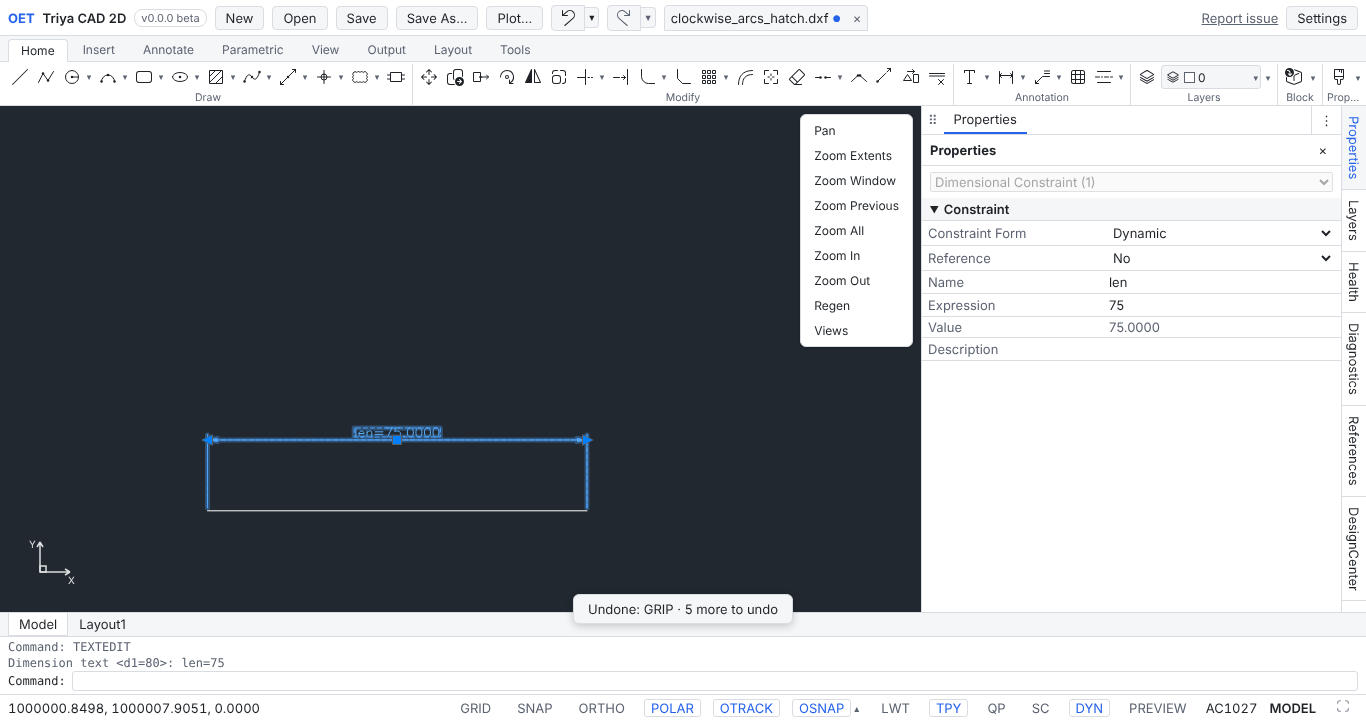 OET Triya CAD 2D v0.0.0 beta New Open Save Save As... Plot... clockwise_arcs_hatch.dxf × Report issue Settings
Home Insert Annotate Parametric View Output Layout Tools
0
Draw Modify Annotation Layers Block Prop...
Pan
Zoom Extents
Zoom Window
Zoom Previous
Zoom All
Zoom In
Zoom Out
Regen
Views
len=75.0000
Y
X
Undone: GRIP · 5 more to undo
Properties
Properties ×
Dimensional Constraint (1)
Constraint
Constraint Form Dynamic
Reference No
Name len
Expression 75
Value 75.0000
Description
Properties
Layers
Health
Diagnostics
References
DesignCenter
Model Layout1
Command: TEXTEDIT
Dimension text <d1=80>: len=75
Command:
1000000.8498, 1000007.9051, 0.0000 GRID SNAP ORTHO POLAR OTRACK OSNAP LWT TPY QP SC DYN PREVIEW AC1027 MODEL